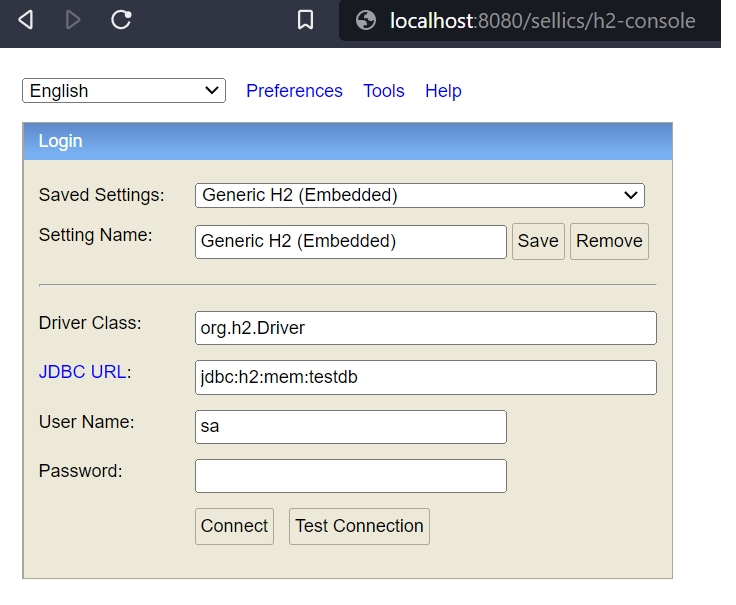 localhost:8080/sellics/h2-console
English Preferences Tools Help
Login
Saved Settings: Generic H2 (Embedded)
Setting Name: Generic H2 (Embedded) Save Remove
Driver Class: org.h2.Driver
JDBC URL: jdbc:h2:mem:testdb
User Name: sa
Password:
Connect Test Connection